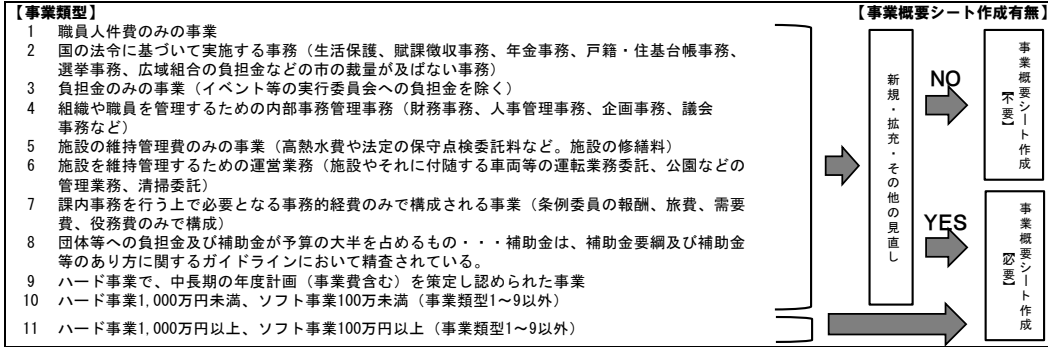 【事業類型】
【事業概要シート作成有無】
1 職員人件費のみの事業
2 国の法令に基づいて実施する事務（生活保護、賦課徴収事務、年金事務、戸籍・住基台帳事務、
選挙事務、広域組合の負担金などの市の裁量が及ばない事務）
3 負担金のみの事業（イベント等の実行委員会への負担金を除く）
4 組織や職員を管理するための内部事務管理事務（財務事務、人事管理事務、企画事務、議会
事務など）
5 施設の維持管理費のみの事業（高熱水費や法定の保守点検委託料など。施設の修繕料）
6 施設を維持管理するための運営業務（施設やそれに付随する車両等の運転業務委託、公園などの
管理業務、清掃委託）
7 課内事務を行う上で必要となる事務的経費のみで構成される事業（条例委員の報酬、旅費、需要
費、役務費のみで構成）
8 団体等への負担金及び補助金が予算の大半を占めるもの・・・補助金は、補助金要綱及び補助金
等のあり方に関するガイドラインにおいて精査されている。
9 ハード事業で、中長期の年度計画（事業費含む）を策定し認められた事業
10 ハード事業1,000万円未満、ソフト事業100万未満（事業類型1～9以外）
11 ハード事業1,000万円以上、ソフト事業100万円以上（事業類型1～9以外）
新規・拡充・その他の見直し
NO
事業概要シート作成
【不要】
YES
事業概要シート作成
【必要】